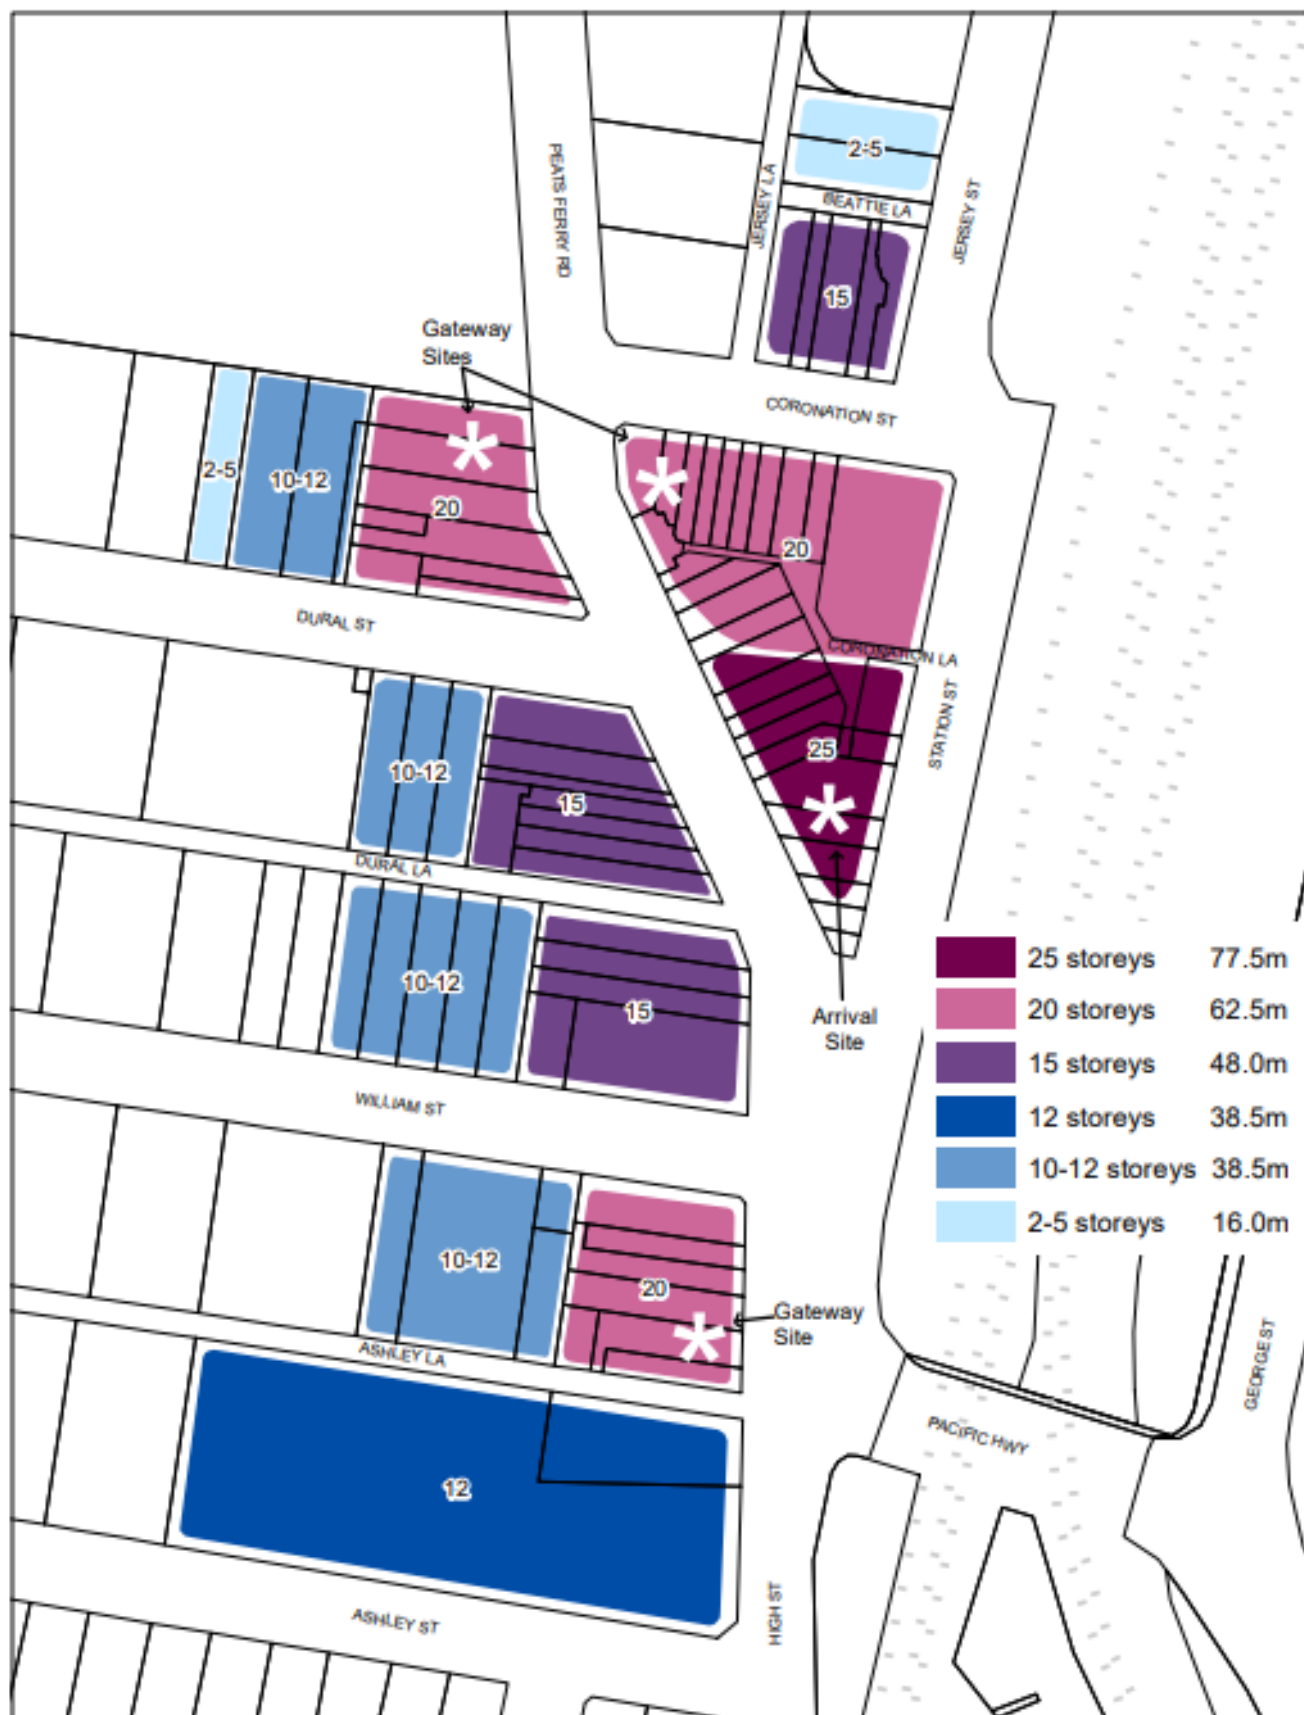 2-5
BEATTIE LA
JERSEY LA
JERSEY ST
PEATS FERRY RD
15
Gateway
Sites
CORONATION ST
2-5
10-12
20
20
DURAL ST
CORONATION LA
STATION ST
25
10-12
15
DURAL LA
10-12
15
Arrival
Site
25 storeys 77.5m
20 storeys 62.5m
15 storeys 48.0m
12 storeys 38.5m
10-12 storeys 38.5m
2-5 storeys 16.0m
WILLIAM ST
10-12
20
Gateway
Site
ASHLEY LA
GEORGE ST
PACIFIC HWY
12
HIGH ST
ASHLEY ST